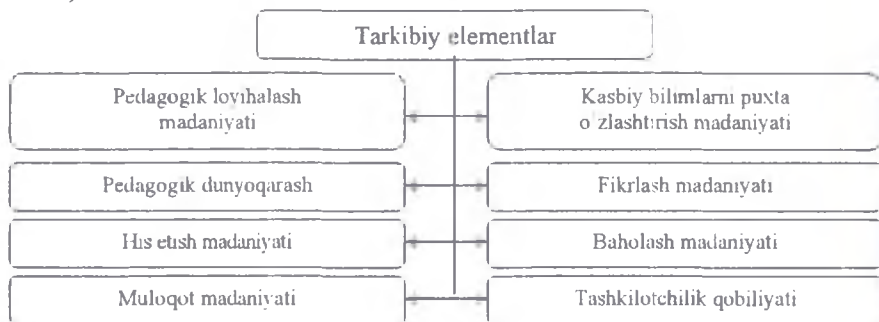 Tarkibiy elementlar
Pedagogik loyihalash
madaniyati
Kasbiy bilimlarni puxta
o'zlashtirish madaniyati
Pedagogik dunyoqarash
Fikrlash madaniyati
His etish madaniyati
Baholash madaniyati
Muloqot madaniyati
Tashkilotchilik qobiliyati